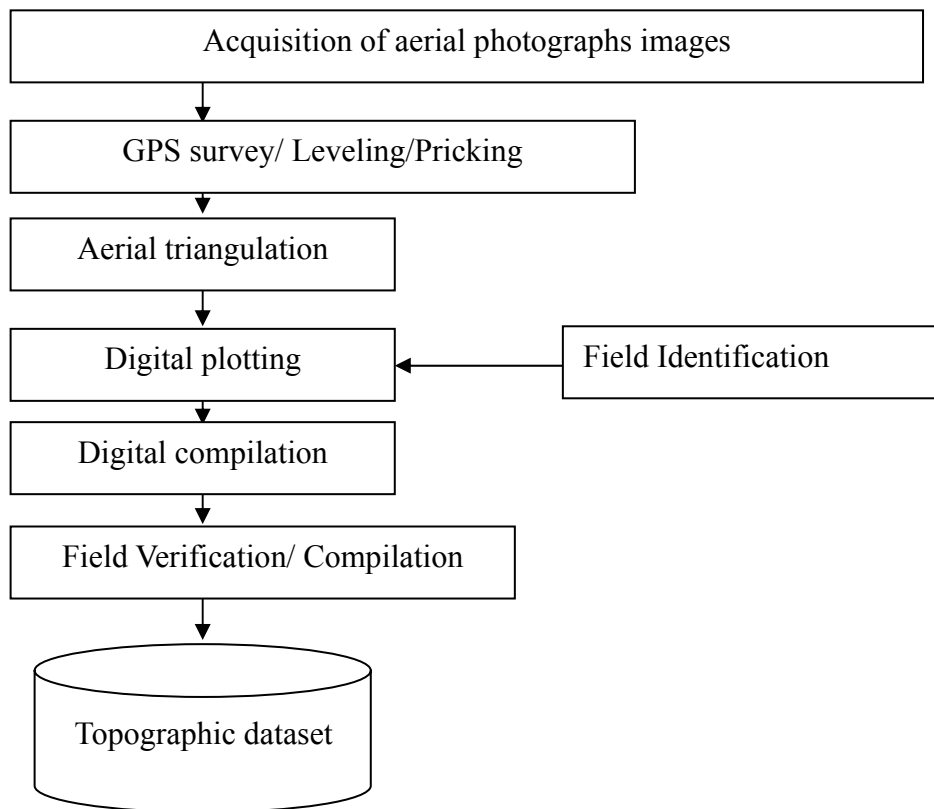 Acquisition of aerial photographs images
GPS survey/ Leveling/Pricking
Aerial triangulation
Digital plotting
Field Identification
Digital compilation
Field Verification/ Compilation
Topographic dataset